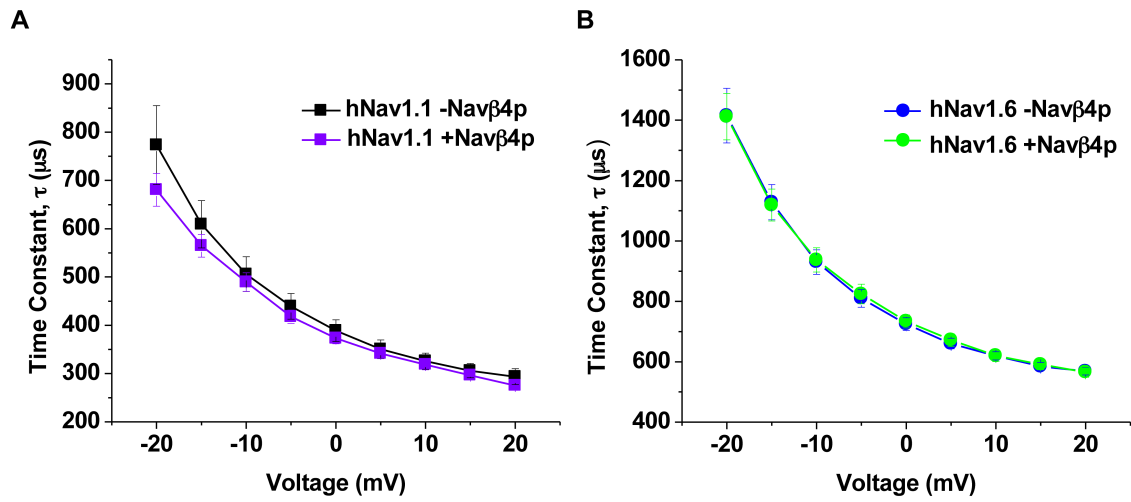 A
Time Constant, τ (μs)
900
800
700
600
500
400
300
200
hNav1.1 -Navβ4p
hNav1.1 +Navβ4p
-20
-10
0
10
20
Voltage (mV)
B
Time Constant, τ (μs)
1600
1400
1200
1000
800
600
400
hNav1.6 -Navβ4p
hNav1.6 +Navβ4p
-20
-10
0
10
20
Voltage (mV)